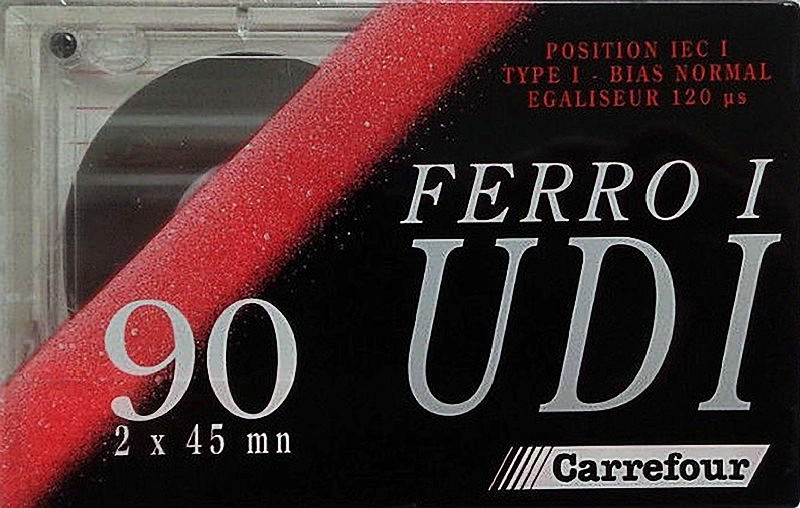 POSITION IEC I
TYPE I - BIAS NORMAL
EGALISEUR 120 µs
FERRO I
UDI
90
2 x 45 mn
Carrefour